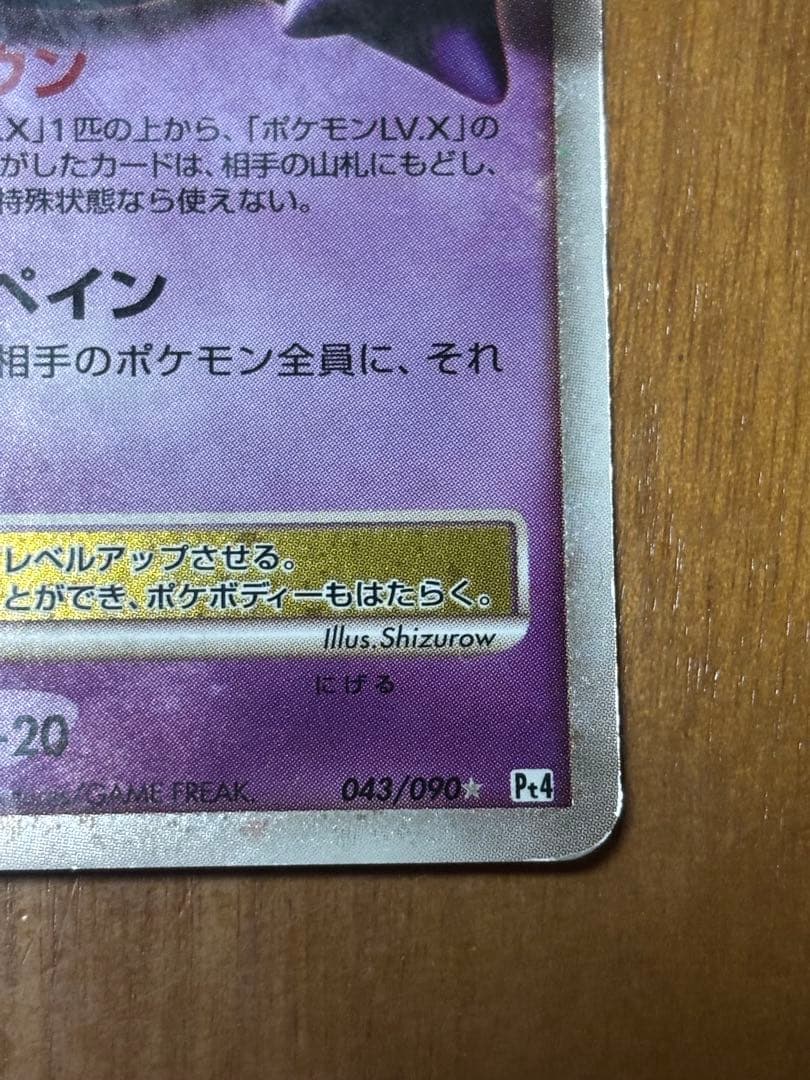 ウン
X」1匹の上から、「ポケモンLV.X」の
がしたカードは、相手の山札にもどし、
特殊状態なら使えない。
ペイン
相手のポケモン全員に、それ
レベルアップさせる。
とができ、ポケボディーもはたらく。
Illus.Shizurow
にげる
-20
/GAME FREAK.
043/090★ Pt4